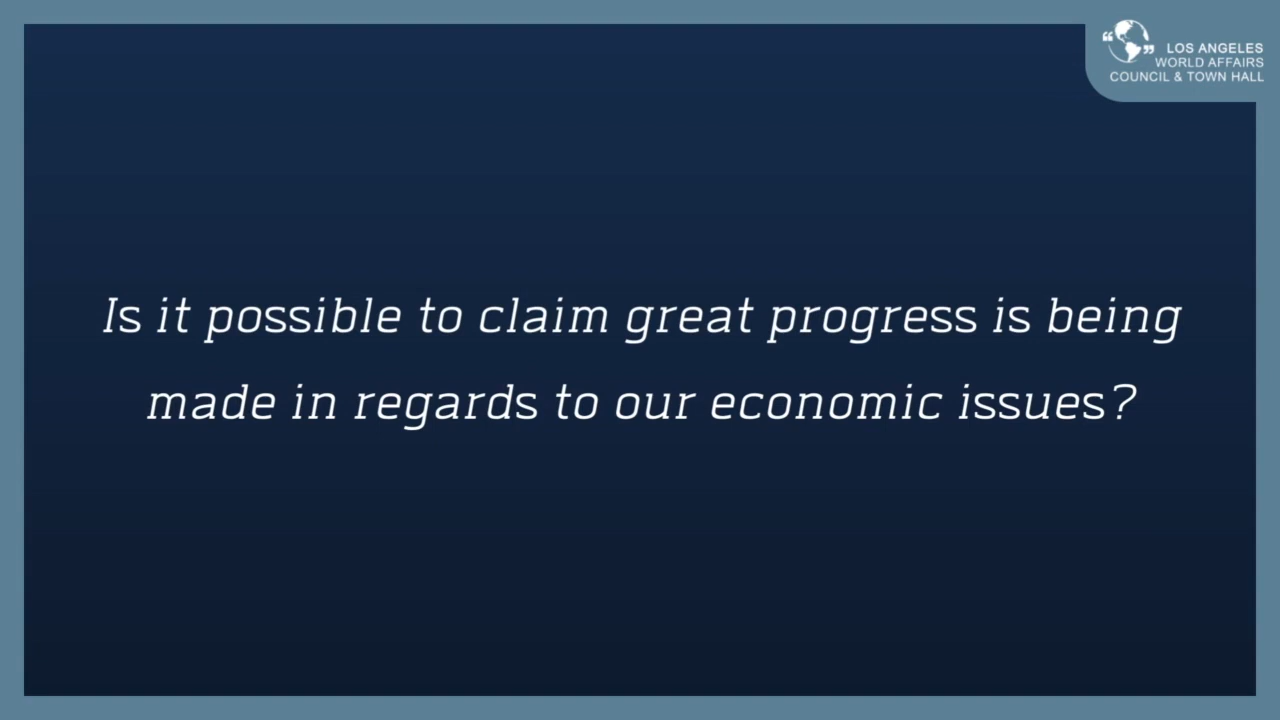 LOS ANGELES
WORLD AFFAIRS
COUNCIL & TOWN HALL
Is it possible to claim great progress is being
made in regards to our economic issues?